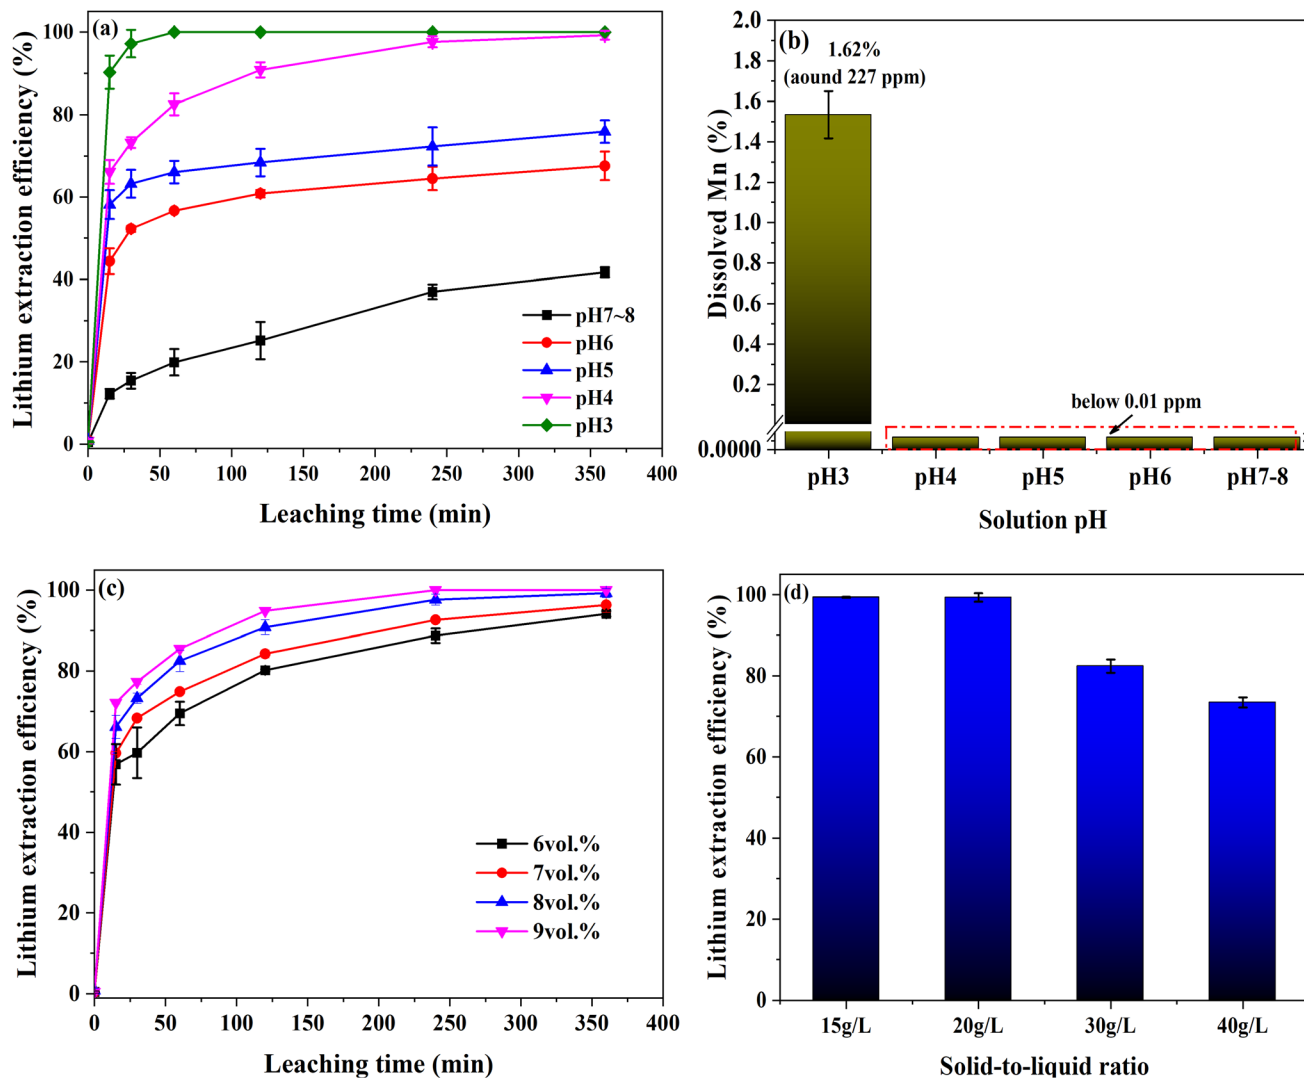 (a)
Lithium extraction efficiency (%)
100
80
60
40
20
0
pH7~8
pH6
pH5
pH4
pH3
0
50
100
150
200
250
300
350
400
Leaching time (min)
(b)
Dissolved Mn (%)
2.0
1.8
1.6
1.4
1.2
1.0
0.8
0.6
0.4
0.2
0.0000
1.62%
(aound 227 ppm)
below 0.01 ppm
pH3
pH4
pH5
pH6
pH7-8
Solution pH
(c)
Lithium extraction efficiency (%)
100
80
60
40
20
0
6vol.%
7vol.%
8vol.%
9vol.%
0
50
100
150
200
250
300
350
400
Leaching time (min)
(d)
Lithium extraction efficiency (%)
100
80
60
40
20
0
15g/L
20g/L
30g/L
40g/L
Solid-to-liquid ratio